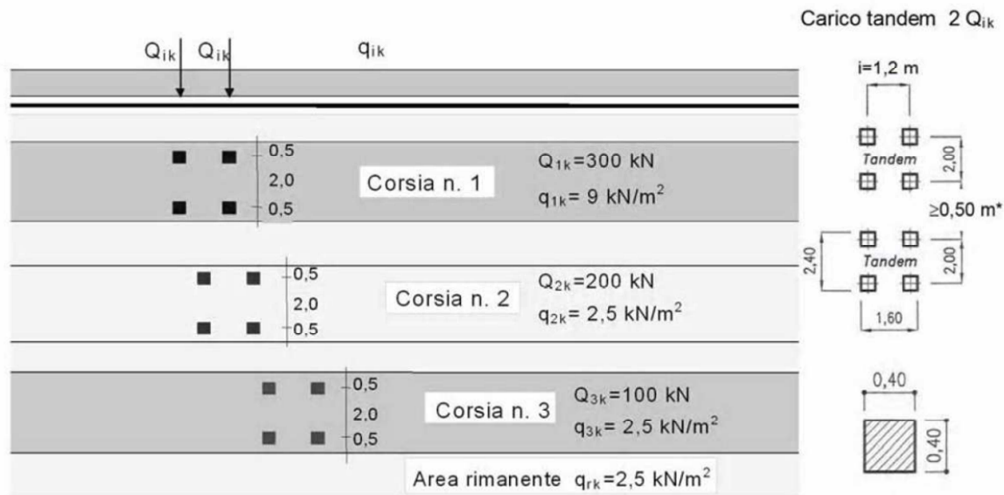 Carico tandem 2 Qik
Qik Qik qik
i=1,2 m
0,5
2,0
0,5
Corsia n. 1
Q1k=300 kN
q1k= 9 kN/m²
Tandem
2,00
≥0,50 m*
0,5
2,0
0,5
Corsia n. 2
Q2k=200 kN
q2k= 2,5 kN/m²
2,40
Tandem
2,00
1,60
0,5
2,0
0,5
Corsia n. 3
Q3k=100 kN
q3k= 2,5 kN/m²
0,40
0,40
Area rimanente qrk=2,5 kN/m²